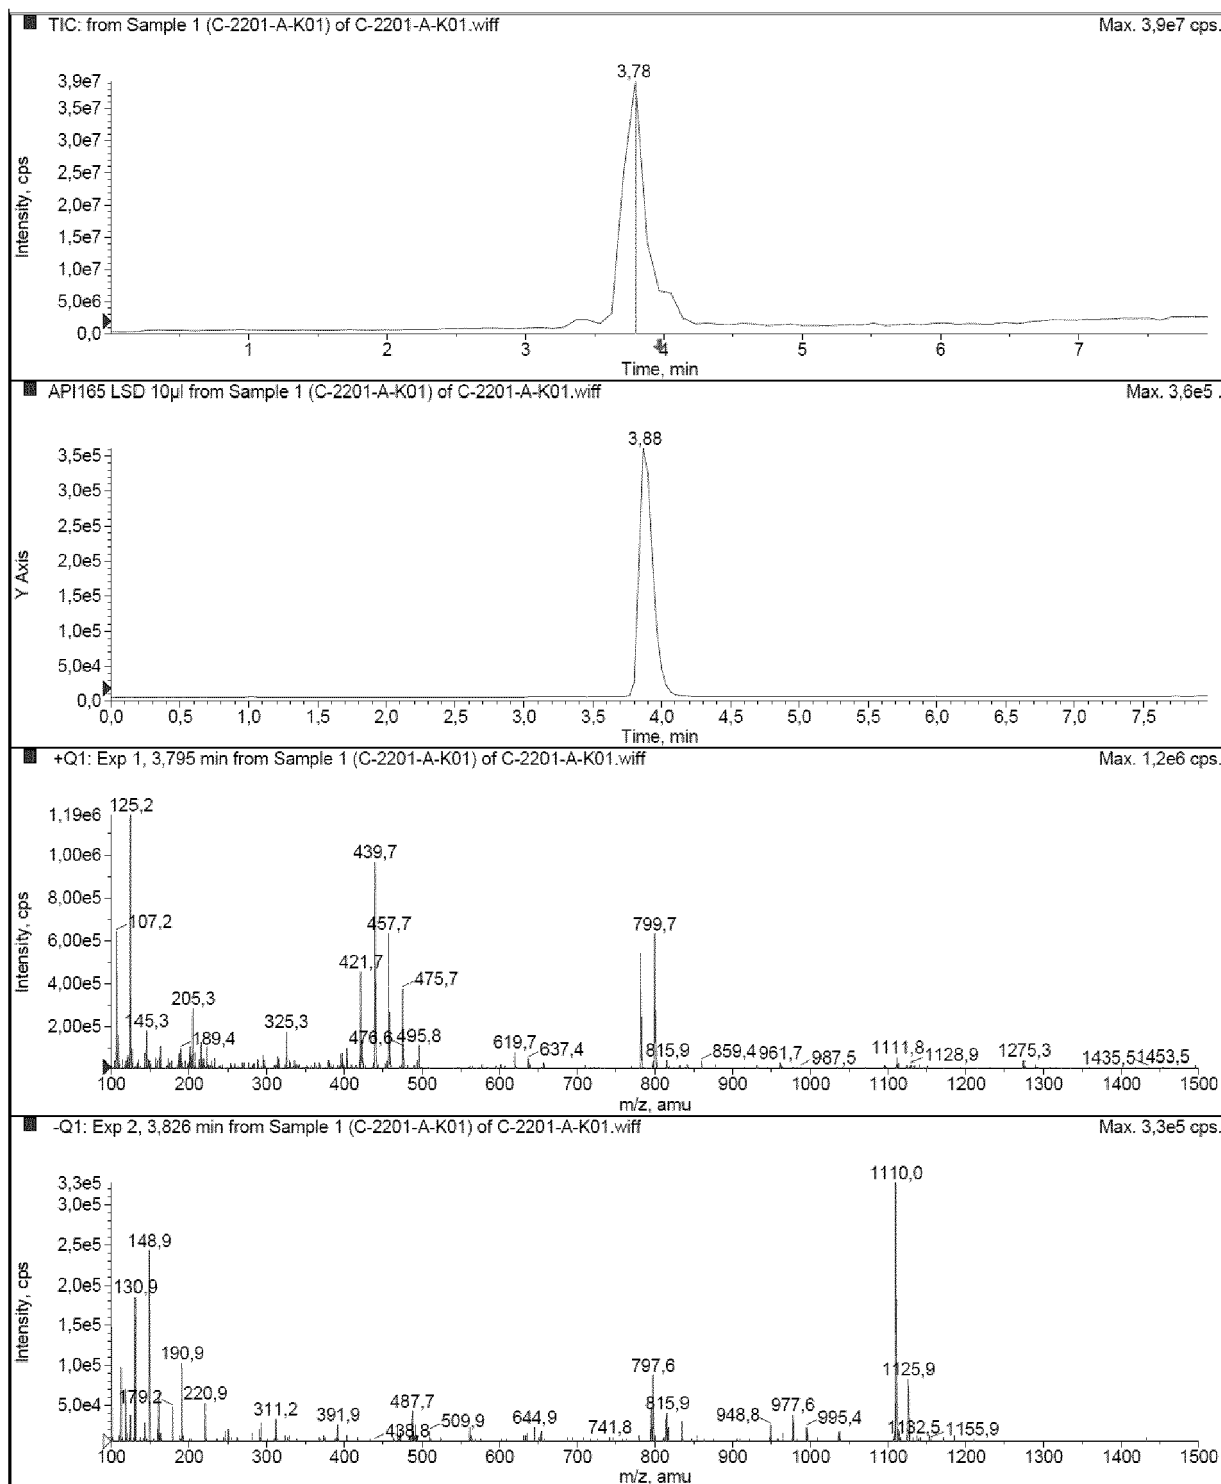 TIC: from Sample 1 (C-2201-A-K01) of C-2201-A-K01.wiff Max. 3,9e7 cps.
3,78
3,9e7
3,5e7
3,0e7
2,5e7
2,0e7
1,5e7
1,0e7
5,0e6
0,0
Intensity, cps
1 2 3 4 5 6 7
Time, min
API165 LSD 10µl from Sample 1 (C-2201-A-K01) of C-2201-A-K01.wiff Max. 3,6e5 .
3,88
3,5e5
3,0e5
2,5e5
2,0e5
1,5e5
1,0e5
5,0e4
0,0
Y Axis
0,0 0,5 1,0 1,5 2,0 2,5 3,0 3,5 4,0 4,5 5,0 5,5 6,0 6,5 7,0 7,5
Time, min
+Q1: Exp 1, 3,795 min from Sample 1 (C-2201-A-K01) of C-2201-A-K01.wiff Max. 1,2e6 cps.
125,2
1,19e6
1,00e6
8,00e5
6,00e5
4,00e5
2,00e5
Intensity, cps
439,7
107,2
457,7
799,7
421,7
475,7
205,3
145,3
189,4
325,3
476,6
495,8
619,7
637,4
815,9
859,4
961,7
987,5
1111,8
1128,9
1275,3
1435,5
1453,5
100 200 300 400 500 600 700 800 900 1000 1100 1200 1300 1400 1500
m/z, amu
-Q1: Exp 2, 3,826 min from Sample 1 (C-2201-A-K01) of C-2201-A-K01.wiff Max. 3,3e5 cps.
1110,0
3,3e5
3,0e5
2,5e5
2,0e5
1,5e5
1,0e5
5,0e4
Intensity, cps
148,9
130,9
190,9
179,2
220,9
311,2
391,9
438,8
487,7
509,9
644,9
741,8
797,6
815,9
948,8
977,6
995,4
1125,9
1132,5
1155,9
100 200 300 400 500 600 700 800 900 1000 1100 1200 1300 1400 1500
m/z, amu